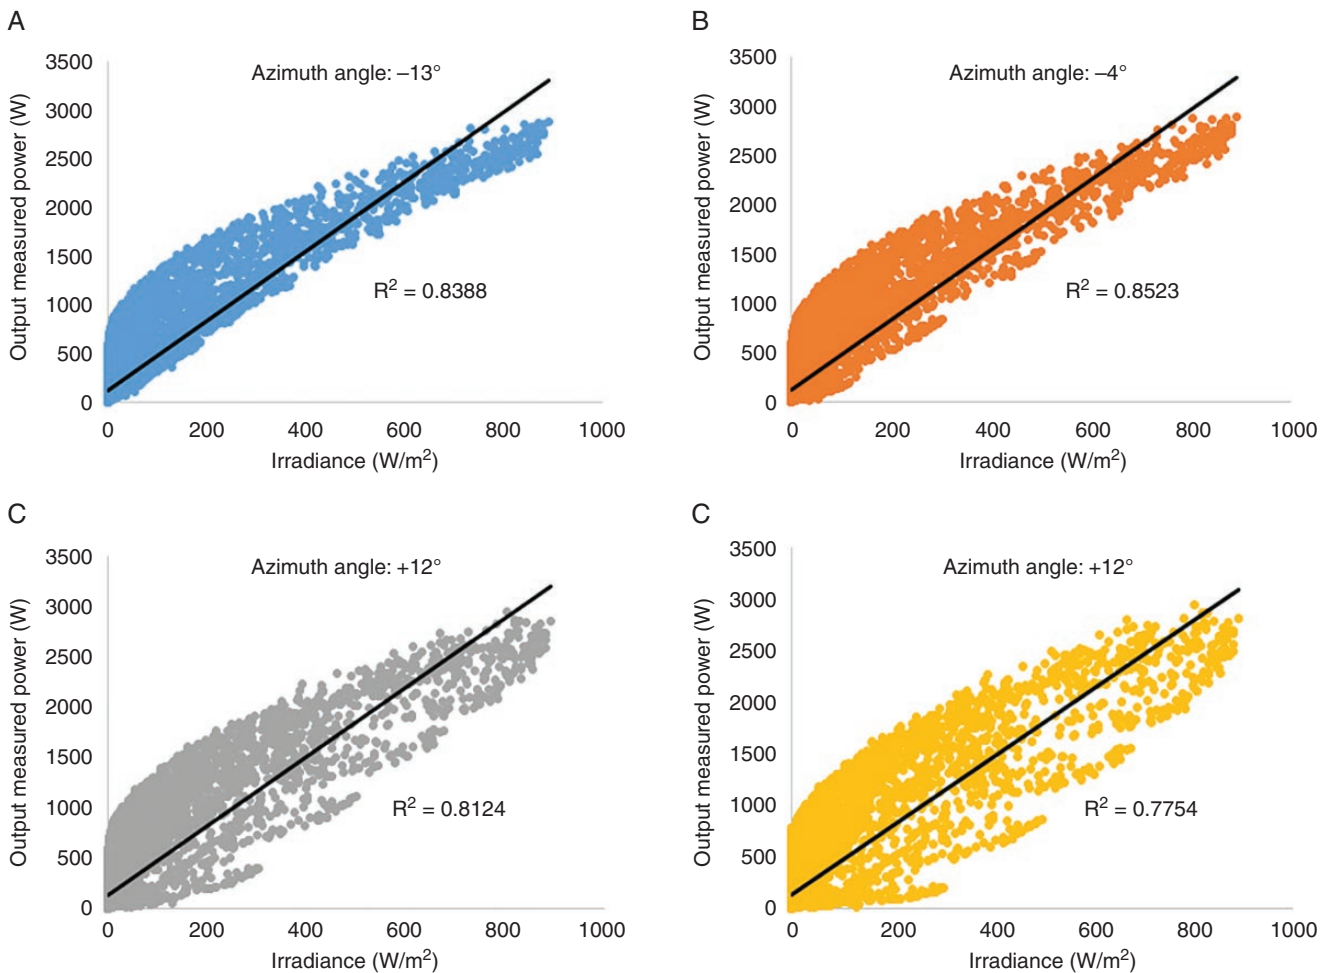 A
Azimuth angle: –13°
3500
3000
2500
2000
1500
1000
500
0
Output measured power (W)
R² = 0.8388
0 200 400 600 800 1000
Irradiance (W/m²)
B
Azimuth angle: –4°
3500
3000
2500
2000
1500
1000
500
0
Output measured power (W)
R² = 0.8523
0 200 400 600 800 1000
Irradiance (W/m²)
C
Azimuth angle: +12°
3500
3000
2500
2000
1500
1000
500
0
Output measured power (W)
R² = 0.8124
0 200 400 600 800 1000
Irradiance (W/m²)
C
Azimuth angle: +12°
3500
3000
2500
2000
1500
1000
500
0
Output measured power (W)
R² = 0.7754
0 200 400 600 800 1000
Irradiance (W/m²)